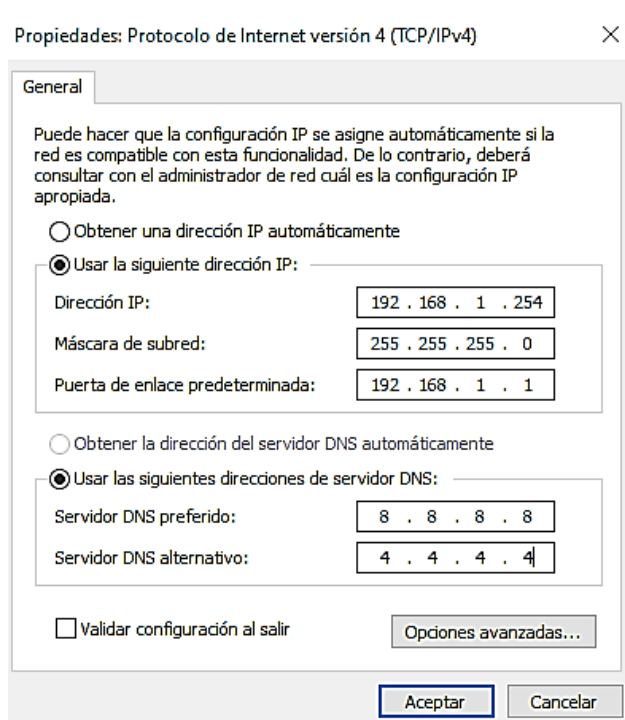 Propiedades: Protocolo de Internet versión 4 (TCP/IPv4)
General
Puede hacer que la configuración IP se asigne automáticamente si la
red es compatible con esta funcionalidad. De lo contrario, deberá
consultar con el administrador de red cuál es la configuración IP
apropiada.
Obtener una dirección IP automáticamente
Usar la siguiente dirección IP:
Dirección IP: 192 . 168 . 1 . 254
Máscara de subred: 255 . 255 . 255 . 0
Puerta de enlace predeterminada: 192 . 168 . 1 . 1
Obtener la dirección del servidor DNS automáticamente
Usar las siguientes direcciones de servidor DNS:
Servidor DNS preferido: 8 . 8 . 8 . 8
Servidor DNS alternativo: 4 . 4 . 4 . 4
Validar configuración al salir Opciones avanzadas...
Aceptar Cancelar